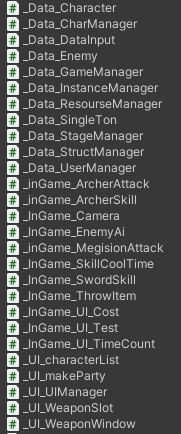 _Data_Character
_Data_CharManager
_Data_DataInput
_Data_Enemy
_Data_GameManager
_Data_InstanceManager
_Data_ResourseManager
_Data_SingleTon
_Data_StageManager
_Data_StructManager
_Data_UserManager
_inGame_ArcherAttack
_inGame_ArcherSkill
_InGame_Camera
_InGame_EnemyAi
_inGame_MegisionAttack
_InGame_SkillCoolTime
_InGame_SwordSkill
_InGame_ThrowItem
_InGame_UI_Cost
_InGame_UI_Test
_InGame_UI_TimeCount
_UI_characterList
_UI_makeParty
_UI_UIManager
_UI_WeaponSlot
_UI_WeaponWindow